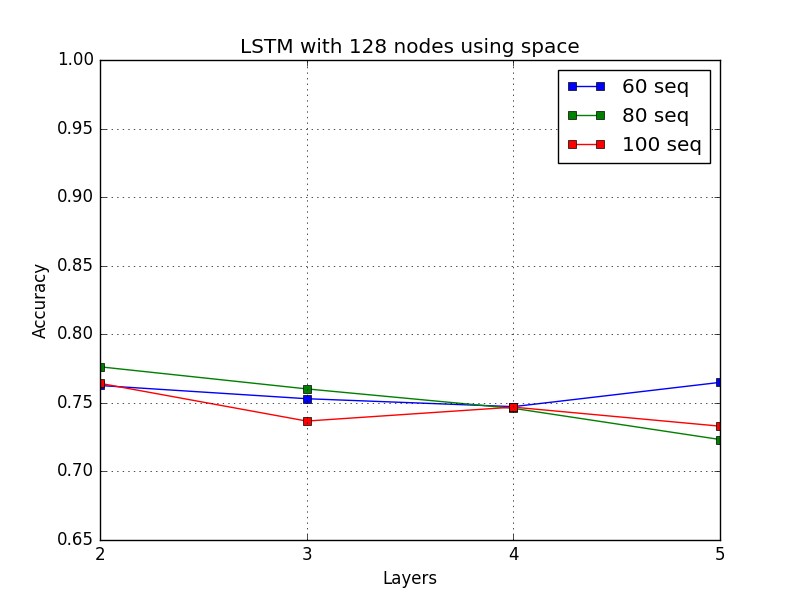 LSTM with 128 nodes using space
1.00
0.95
0.90
0.85
0.80
0.75
0.70
0.65
Accuracy
60 seq
80 seq
100 seq
2 3 4 5
Layers